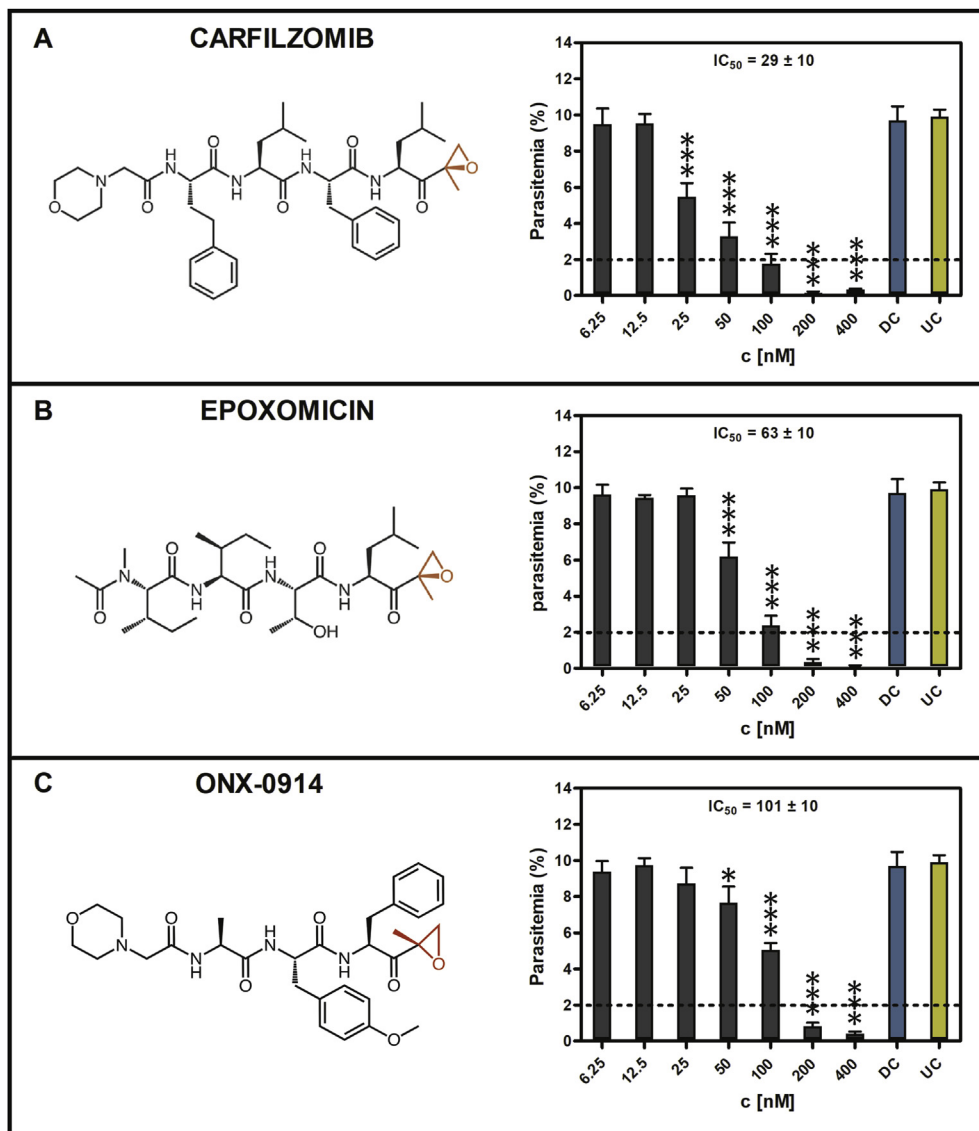 A
CARFILZOMIB
O
N
O
H
N
O
N
H
O
H
N
O
N
H
O
O
IC50 = 29 ± 10
Parasitemia (%)
14
12
10
8
6
4
2
0
***
***
***
***
***
6.25
12.5
25
50
100
200
400
DC
UC
c [nM]
B
EPOXOMICIN
O
N
O
N
H
O
H
N
OH
O
N
H
O
O
IC50 = 63 ± 10
parasitemia (%)
14
12
10
8
6
4
2
0
***
***
***
***
6.25
12.5
25
50
100
200
400
DC
UC
c [nM]
C
ONX-0914
O
N
O
N
H
O
H
N
O
O
N
H
O
O
IC50 = 101 ± 10
Parasitemia (%)
14
12
10
8
6
4
2
0
*
***
***
***
6.25
12.5
25
50
100
200
400
DC
UC
c [nM]